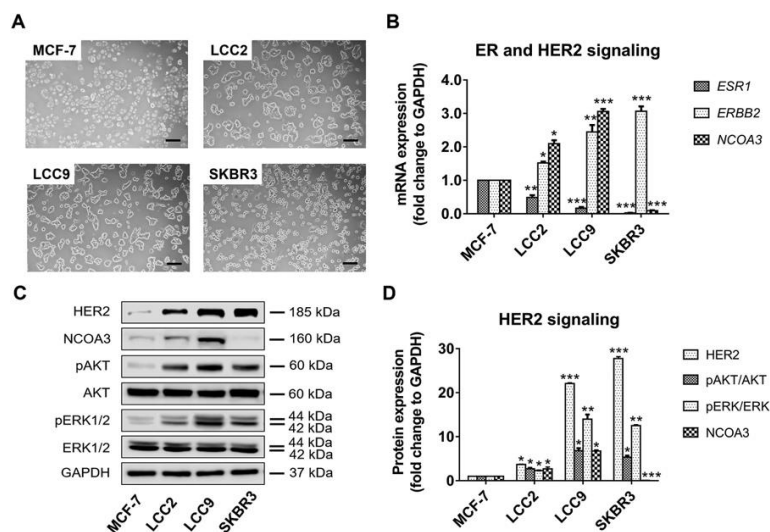 A
MCF-7
LCC2
LCC9
SKBR3
B
ER and HER2 signaling
mRNA expression
(fold change to GAPDH)
4.0
3.0
2.0
1.0
0.0
** * *
*** ** ***
*** *** ***
MCF-7
LCC2
LCC9
SKBR3
ESR1
ERBB2
NCOA3
C
HER2 185 kDa
NCOA3 160 kDa
pAKT 60 kDa
AKT 60 kDa
pERK1/2 44 kDa
42 kDa
ERK1/2 44 kDa
42 kDa
GAPDH 37 kDa
MCF-7
LCC2
LCC9
SKBR3
D
HER2 signaling
Protein expression
(fold change to GAPDH)
30
20
10
0
* * * *
*** * ** *
*** * ** ***
MCF-7
LCC2
LCC9
SKBR3
HER2
pAKT/AKT
pERK/ERK
NCOA3